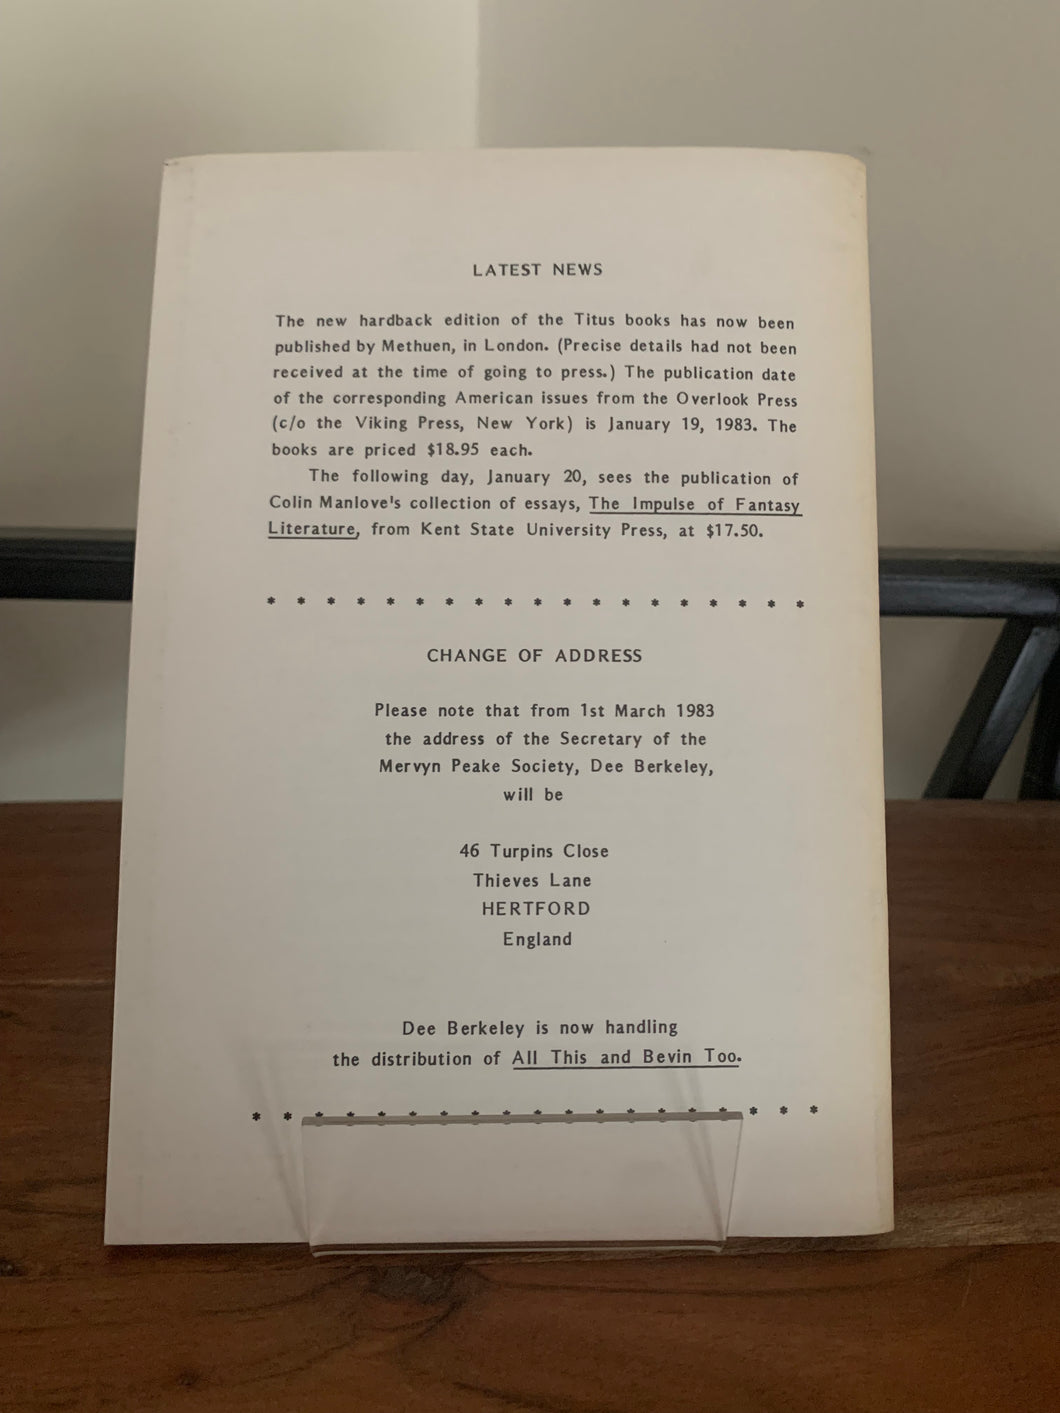 LATEST NEWS
The new hardback edition of the Titus books has now been
published by Methuen, in London. (Precise details had not been
received at the time of going to press.) The publication date
of the corresponding American issues from the Overlook Press
(c/o the Viking Press, New York) is January 19, 1983. The
books are priced $18.95 each.
The following day, January 20, sees the publication of
Colin Manlove's collection of essays, The Impulse of Fantasy
Literature, from Kent State University Press, at $17.50.
* * * * * * * * * * * * * * * * * * *
CHANGE OF ADDRESS
Please note that from 1st March 1983
the address of the Secretary of the
Mervyn Peake Society, Dee Berkeley,
will be
46 Turpins Close
Thieves Lane
HERTFORD
England
Dee Berkeley is now handling
the distribution of All This and Bevin Too.
* * * * * * * * * * * * * * * * * * *